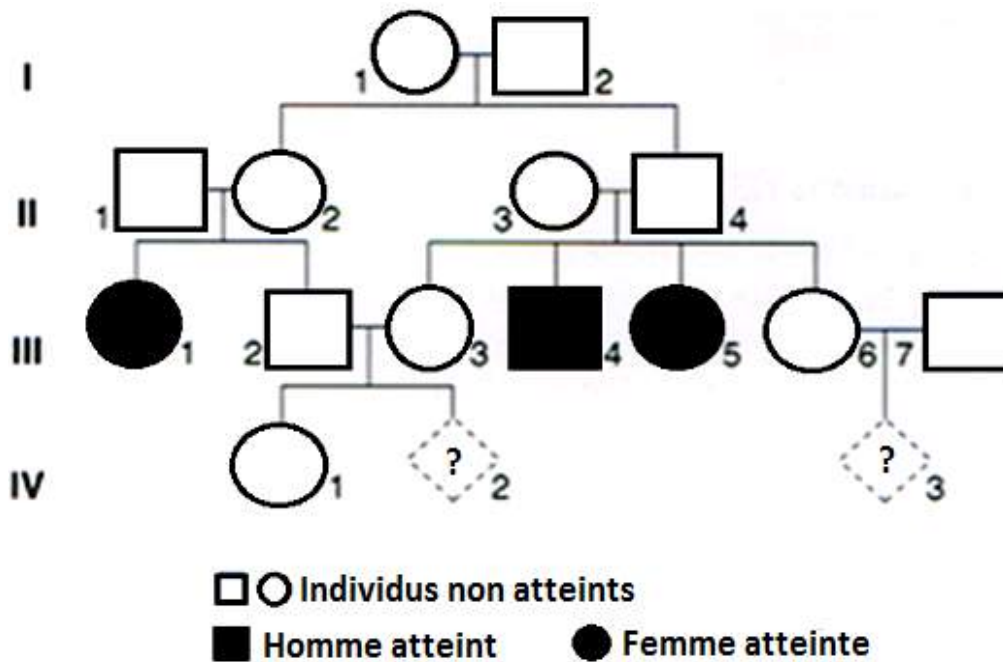 I
1 2
II
1 2 3 4
III
1 2 3 4 5 6 7
IV
1 ? 2 ? 3
Individus non atteints
Homme atteint Femme atteinte